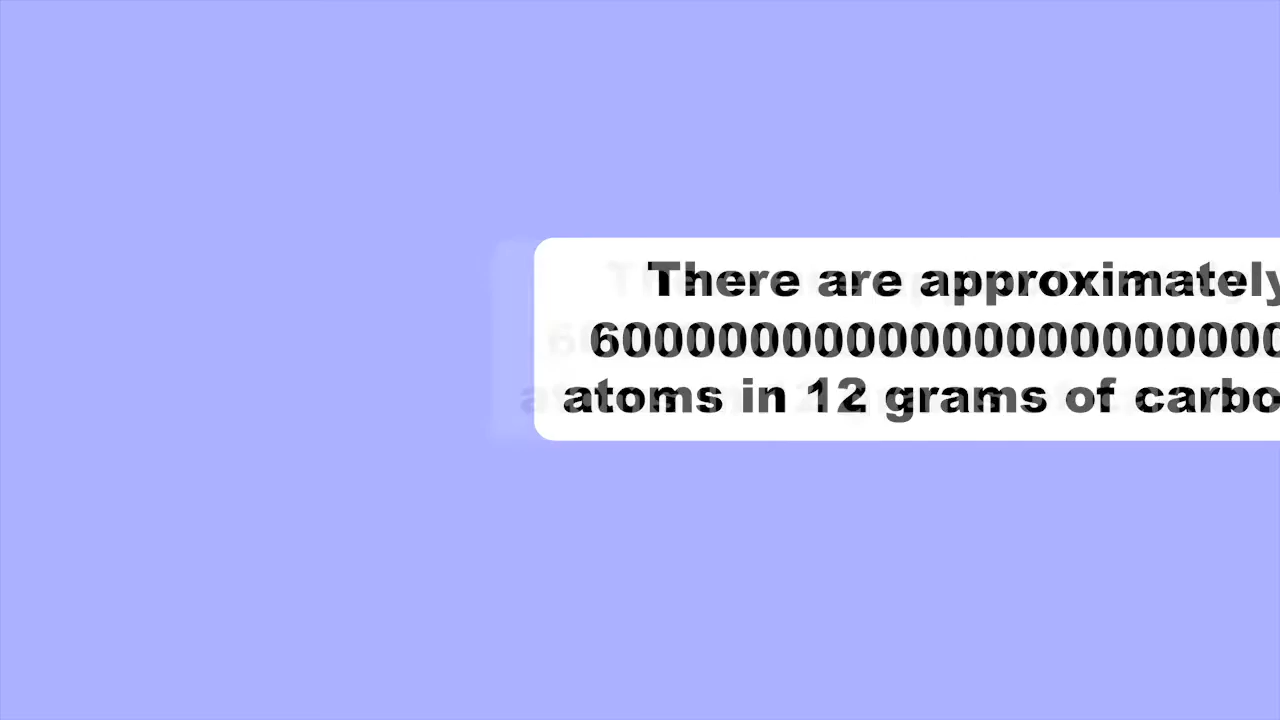 There are approximately
6000000000000000000000
atoms in 12 grams of carbo